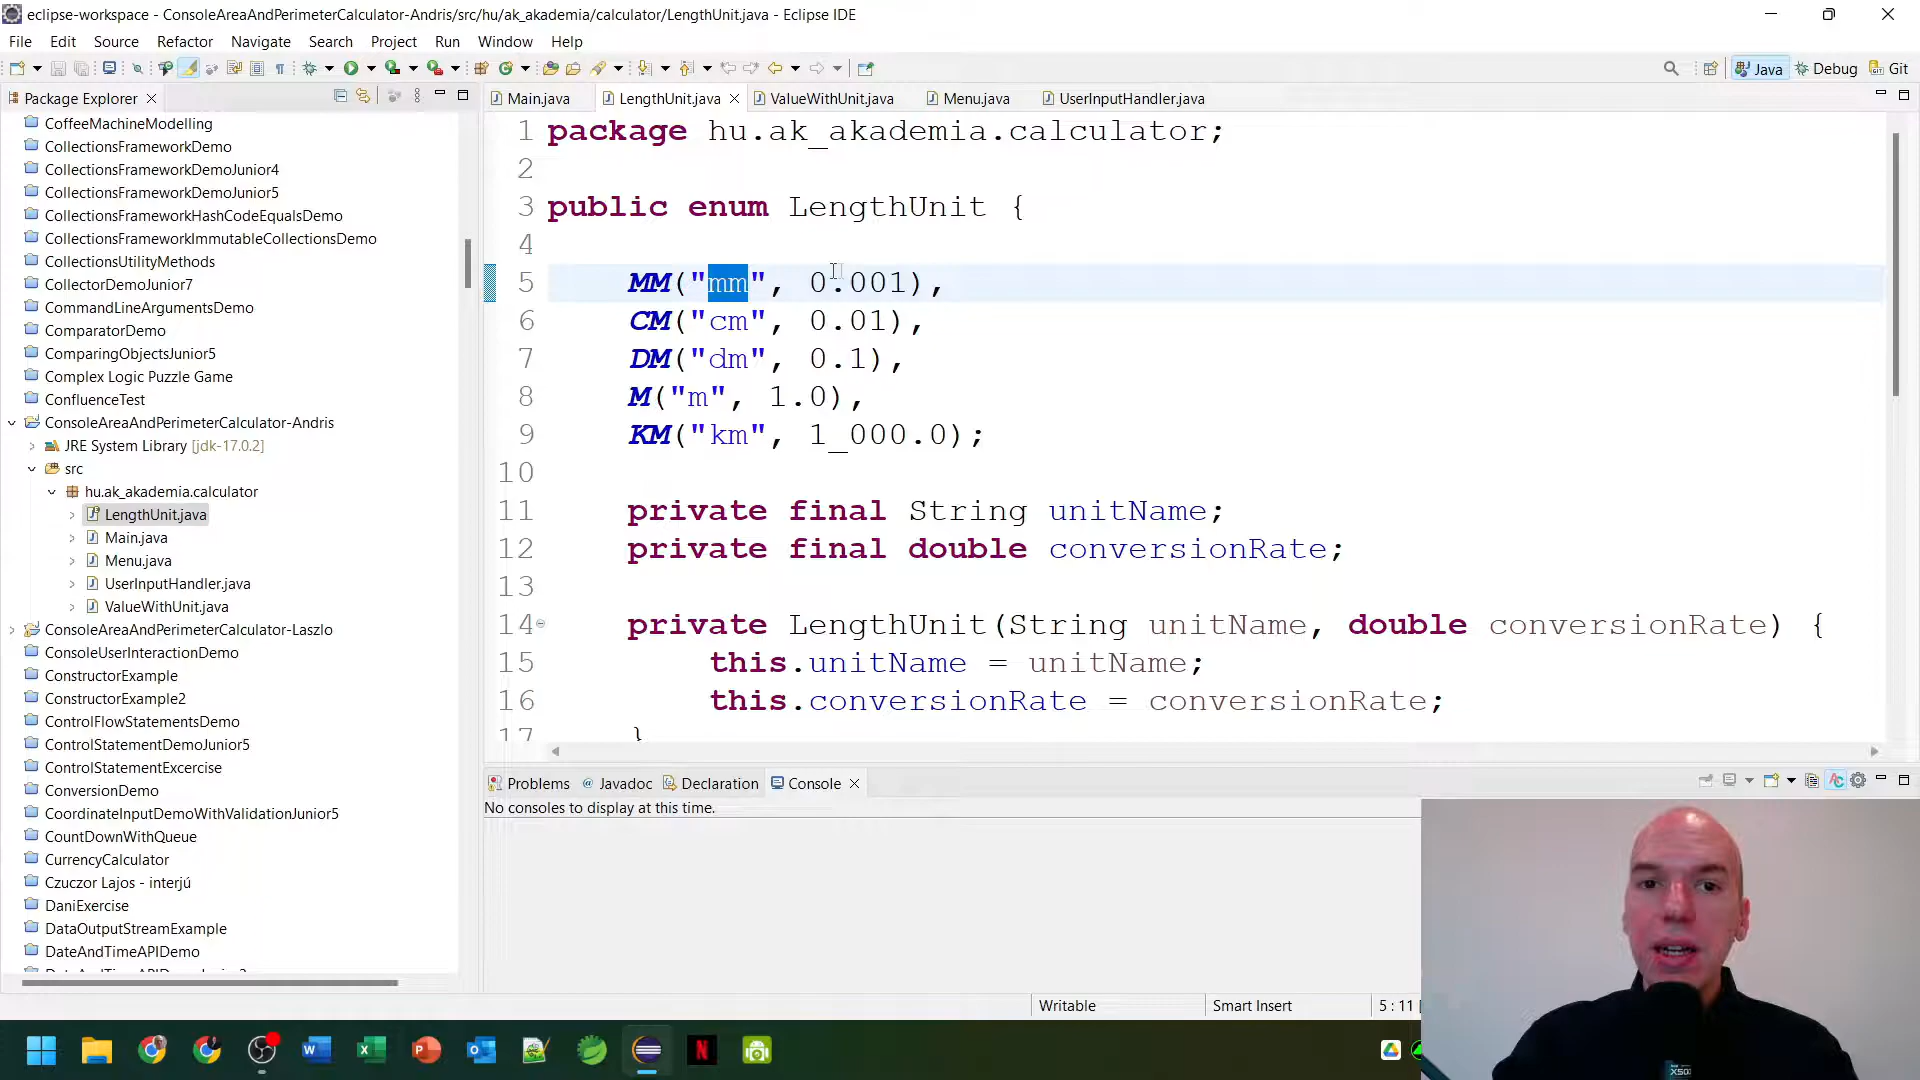 eclipse-workspace - ConsoleAreaAndPerimeterCalculator-Andris/src/hu/ak_akademia/calculator/LengthUnit.java - Eclipse IDE
File Edit Source Refactor Navigate Search Project Run Window Help
Java Debug Git
Package Explorer
CoffeeMachineModelling
CollectionsFrameworkDemo
CollectionsFrameworkDemoJunior4
CollectionsFrameworkDemoJunior5
CollectionsFrameworkHashCodeEqualsDemo
CollectionsFrameworkImmutableCollectionsDemo
CollectionsUtilityMethods
CollectorDemoJunior7
CommandLineArgumentsDemo
ComparatorDemo
ComparingObjectsJunior5
Complex Logic Puzzle Game
ConfluenceTest
ConsoleAreaAndPerimeterCalculator-Andris
JRE System Library [jdk-17.0.2]
src
hu.ak_akademia.calculator
LengthUnit.java
Main.java
Menu.java
UserInputHandler.java
ValueWithUnit.java
ConsoleAreaAndPerimeterCalculator-Laszlo
ConsoleUserInteractionDemo
ConstructorExample
ConstructorExample2
ControlFlowStatementsDemo
ControlStatementDemoJunior5
ControlStatementExcercise
ConversionDemo
CoordinateInputDemoWithValidationJunior5
CountDownWithQueue
CurrencyCalculator
Czuczor Lajos - interjú
DaniExercise
DataOutputStreamExample
DateAndTimeAPIDemo
Main.java LengthUnit.java ValueWithUnit.java Menu.java UserInputHandler.java
1 package hu.ak_akademia.calculator;
2
3 public enum LengthUnit {
4
5 MM("mm", 0.001),
6 CM("cm", 0.01),
7 DM("dm", 0.1),
8 M("m", 1.0),
9 KM("km", 1_000.0);
10
11 private final String unitName;
12 private final double conversionRate;
13
14 private LengthUnit(String unitName, double conversionRate) {
15 this.unitName = unitName;
16 this.conversionRate = conversionRate;
17 }
Problems Javadoc Declaration Console
No consoles to display at this time.
Writable Smart Insert 5 : 11